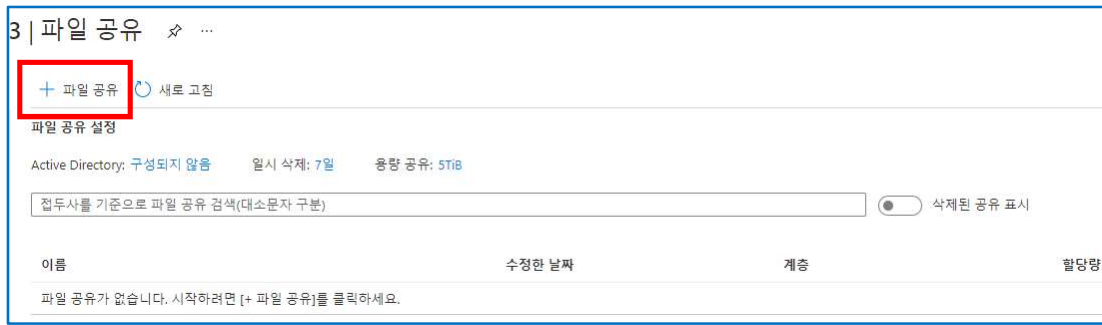 3 | 파일 공유 ...
+ 파일 공유 새로 고침
파일 공유 설정
Active Directory: 구성되지 않음 일시 삭제: 7일 용량 공유: 5TiB
접두사를 기준으로 파일 공유 검색(대소문자 구분) 삭제된 공유 표시
이름 수정한 날짜 계층 할당량
파일 공유가 없습니다. 시작하려면 [+ 파일 공유]를 클릭하세요.